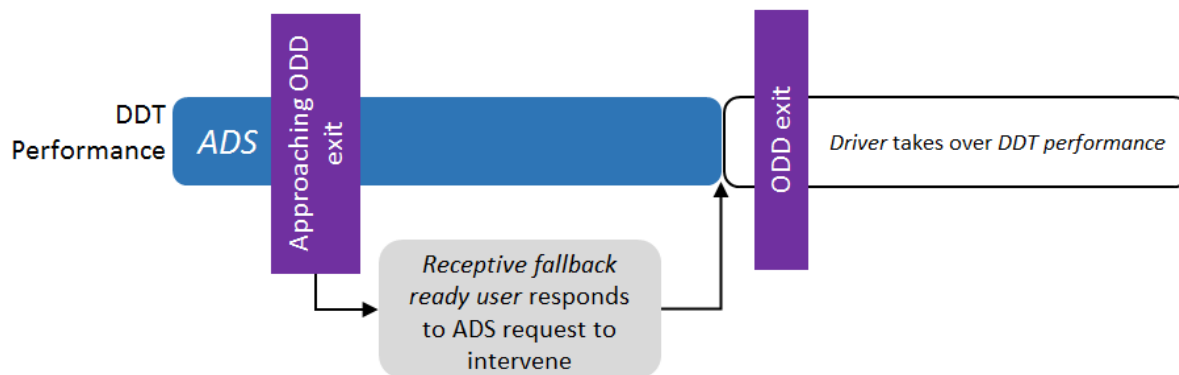 DDT
Performance
ADS
Approaching ODD
exit
ODD exit
Driver takes over DDT performance
Receptive fallback
ready user responds
to ADS request to
intervene